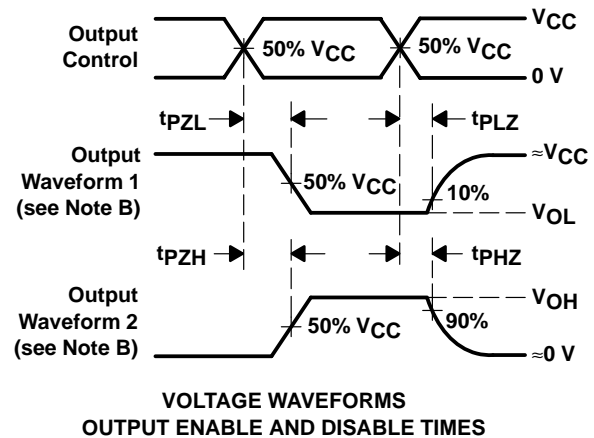 Output
Control
50% VCC
50% VCC
VCC
0 V
tPZL
tPLZ
Output
Waveform 1
(see Note B)
50% VCC
10%
≈VCC
VOL
tPZH
tPHZ
Output
Waveform 2
(see Note B)
50% VCC
90%
VOH
≈0 V
VOLTAGE WAVEFORMS
OUTPUT ENABLE AND DISABLE TIMES